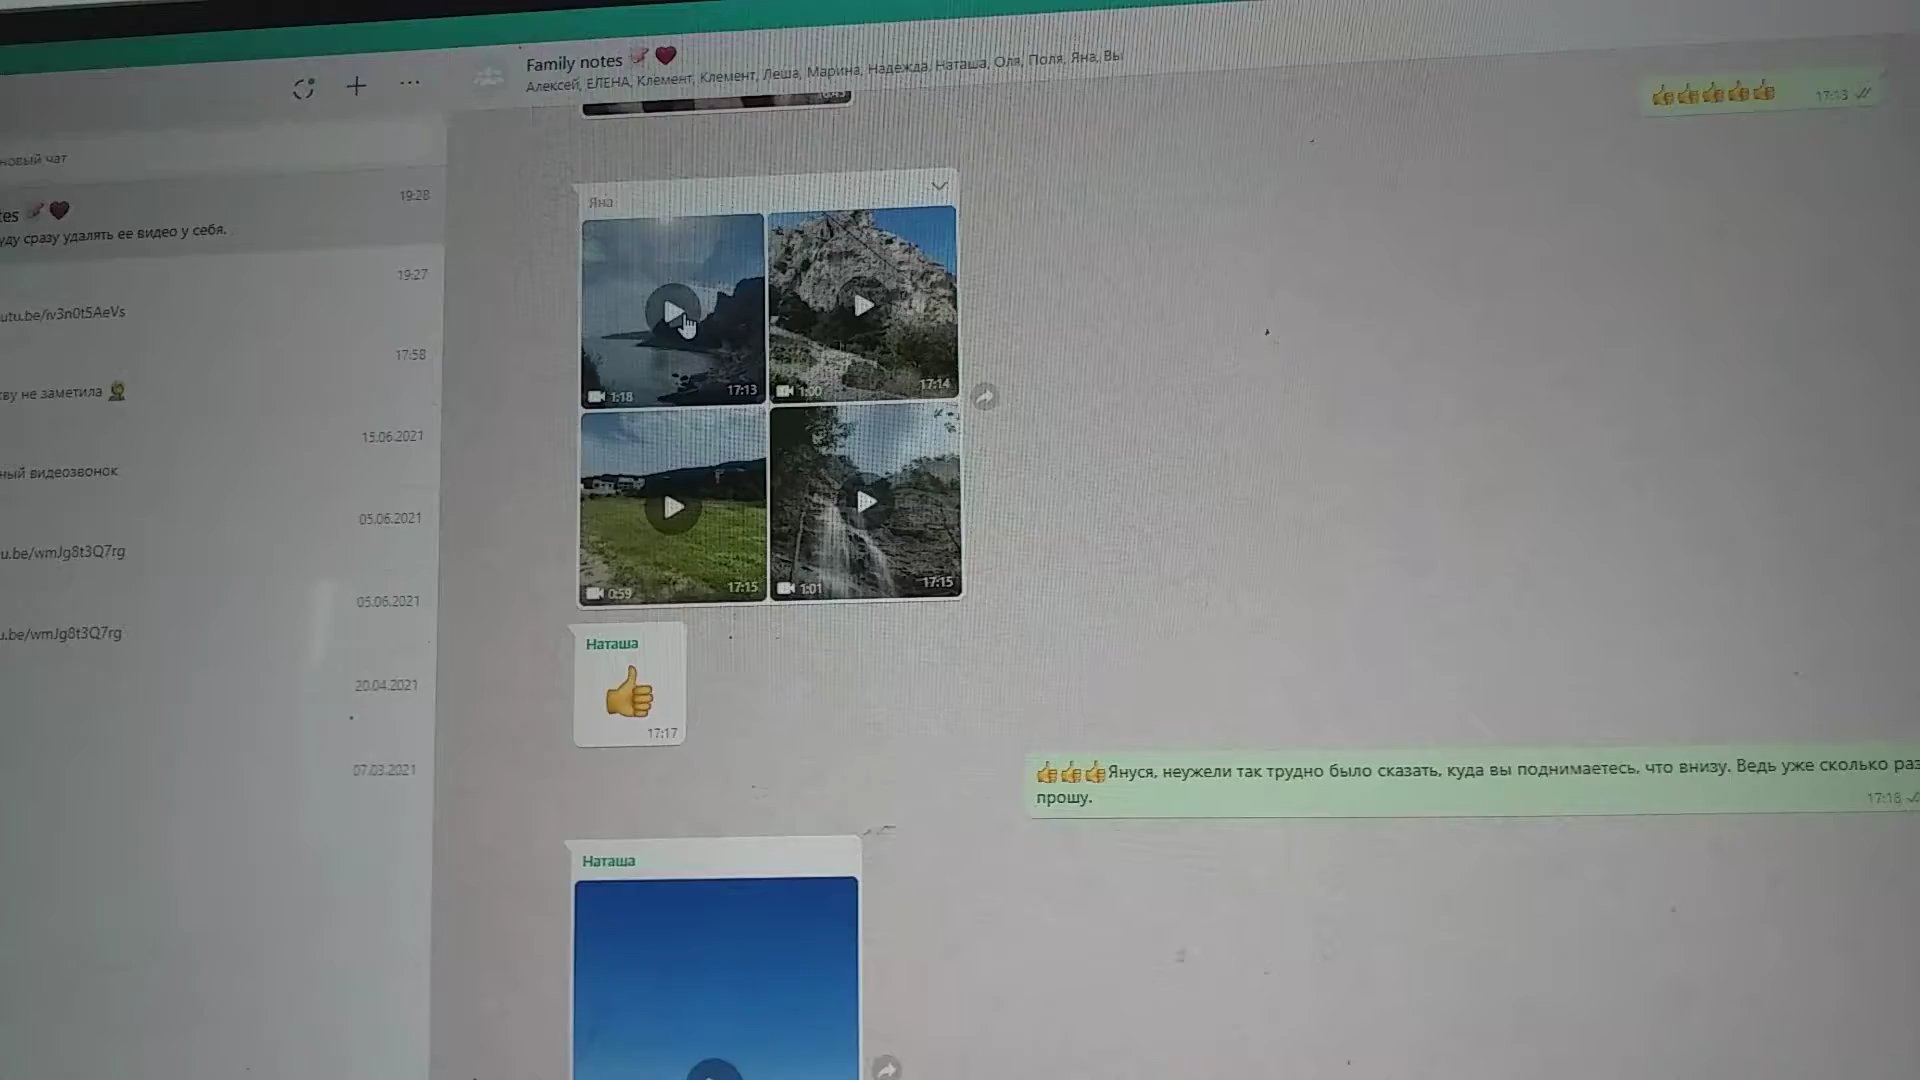 Family notes
Алексей, ЕЛЕНА, Клемент, Клемент, Леша, Марина, Надежда, Наташа, Оля, Поля, Яна, Вы
новый чат
19:28
уду сразу удалять ее видео у себя.
19:27
utu.be/iv3n0t5AeVs
17:58
ву не заметила
15.06.2021
ный видеозвонок
05.06.2021
u.be/wmJg8t3Q7rg
05.06.2021
u.be/wmJg8t3Q7rg
20.04.2021
07.03.2021
17:13
Яна
1:18 17:13
1:00 17:14
0:59 17:15
1:01 17:15
Наташа
17:17
Януся, неужели так трудно было сказать, куда вы поднимаетесь, что внизу. Ведь уже сколько раз
прошу.
17:18
Наташа